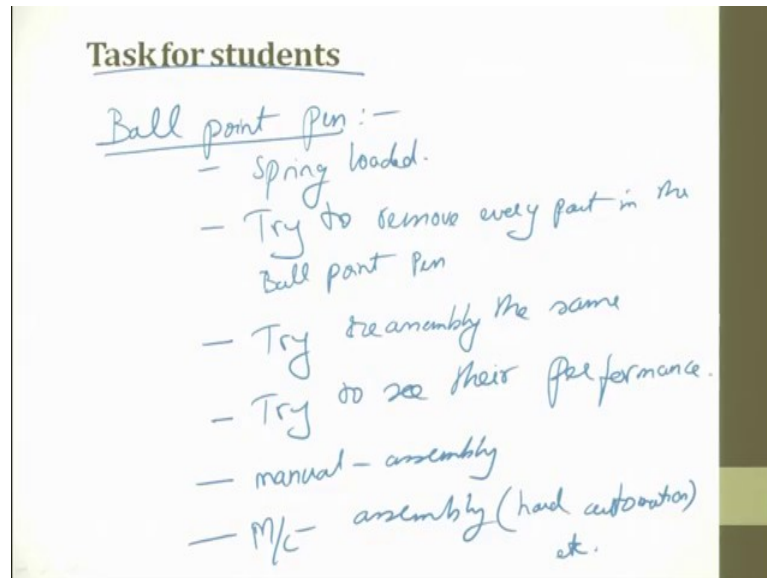 Task for students
Ball point pen :-
- Spring loaded.
- Try to remove every part in the
Ball point Pen
- Try reassembly the same
- Try to see their performance.
- manual - assembly
- M/c - assembly (hard automation)
etc.